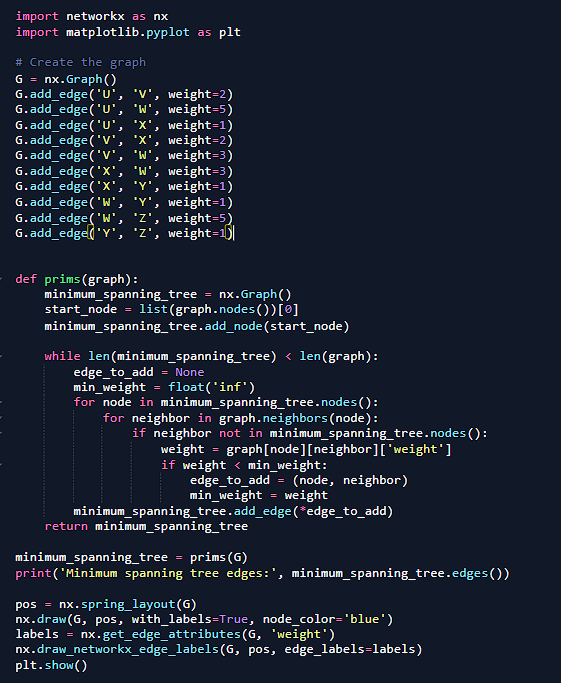 import networkx as nx
import matplotlib.pyplot as plt
# Create the graph
G = nx.Graph()
G.add_edge('U', 'V', weight=2)
G.add_edge('U', 'W', weight=5)
G.add_edge('U', 'X', weight=1)
G.add_edge('V', 'X', weight=2)
G.add_edge('V', 'W', weight=3)
G.add_edge('X', 'W', weight=3)
G.add_edge('X', 'Y', weight=1)
G.add_edge('W', 'Y', weight=1)
G.add_edge('W', 'Z', weight=5)
G.add_edge('Y', 'Z', weight=1)
def prims(graph):
    minimum_spanning_tree = nx.Graph()
    start_node = list(graph.nodes())[0]
    minimum_spanning_tree.add_node(start_node)
    while len(minimum_spanning_tree) < len(graph):
        edge_to_add = None
        min_weight = float('inf')
        for node in minimum_spanning_tree.nodes():
            for neighbor in graph.neighbors(node):
                if neighbor not in minimum_spanning_tree.nodes():
                    weight = graph[node][neighbor]['weight']
                    if weight < min_weight:
                        edge_to_add = (node, neighbor)
                        min_weight = weight
        minimum_spanning_tree.add_edge(*edge_to_add)
    return minimum_spanning_tree
minimum_spanning_tree = prims(G)
print('Minimum spanning tree edges:', minimum_spanning_tree.edges())
pos = nx.spring_layout(G)
nx.draw(G, pos, with_labels=True, node_color='blue')
labels = nx.get_edge_attributes(G, 'weight')
nx.draw_networkx_edge_labels(G, pos, edge_labels=labels)
plt.show()